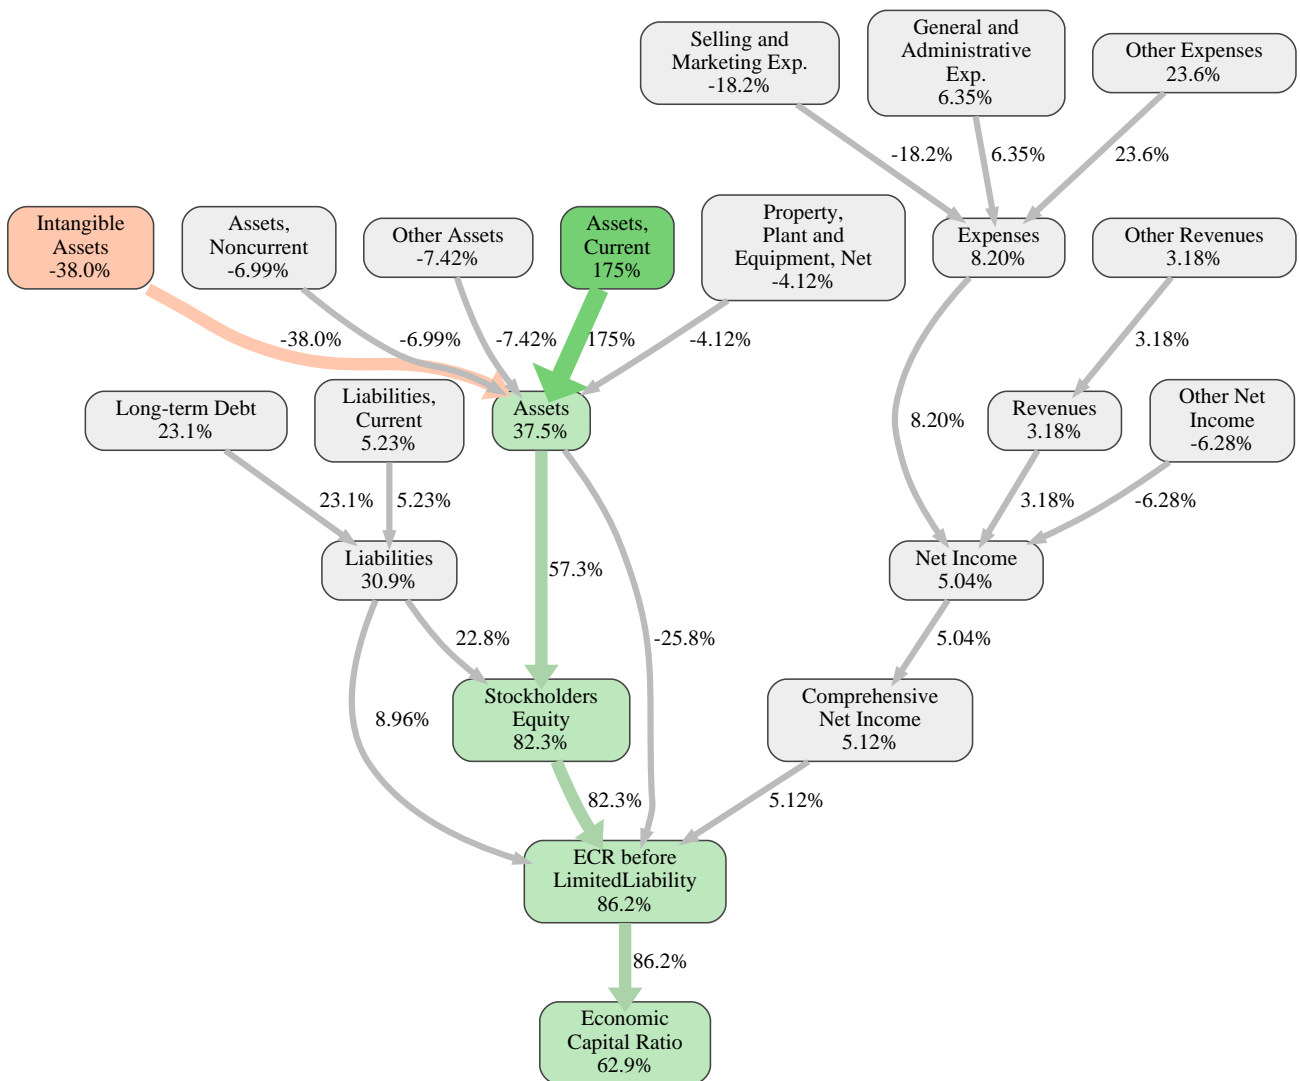 Selling and
Marketing Exp.
-18.2%
General and
Administrative
Exp.
6.35%
Other Expenses
23.6%
-18.2%
6.35%
23.6%
Intangible
Assets
-38.0%
Assets,
Noncurrent
-6.99%
Other Assets
-7.42%
Assets,
Current
175%
Property,
Plant and
Equipment, Net
-4.12%
Expenses
8.20%
Other Revenues
3.18%
-38.0%
-6.99%
-7.42%
175%
-4.12%
3.18%
Long-term Debt
23.1%
Liabilities,
Current
5.23%
Assets
37.5%
8.20%
Revenues
3.18%
Other Net
Income
-6.28%
23.1%
5.23%
3.18%
-6.28%
Liabilities
30.9%
57.3%
Net Income
5.04%
22.8%
-25.8%
5.04%
8.96%
Stockholders
Equity
82.3%
Comprehensive
Net Income
5.12%
82.3%
5.12%
ECR before
LimitedLiability
86.2%
86.2%
Economic
Capital Ratio
62.9%